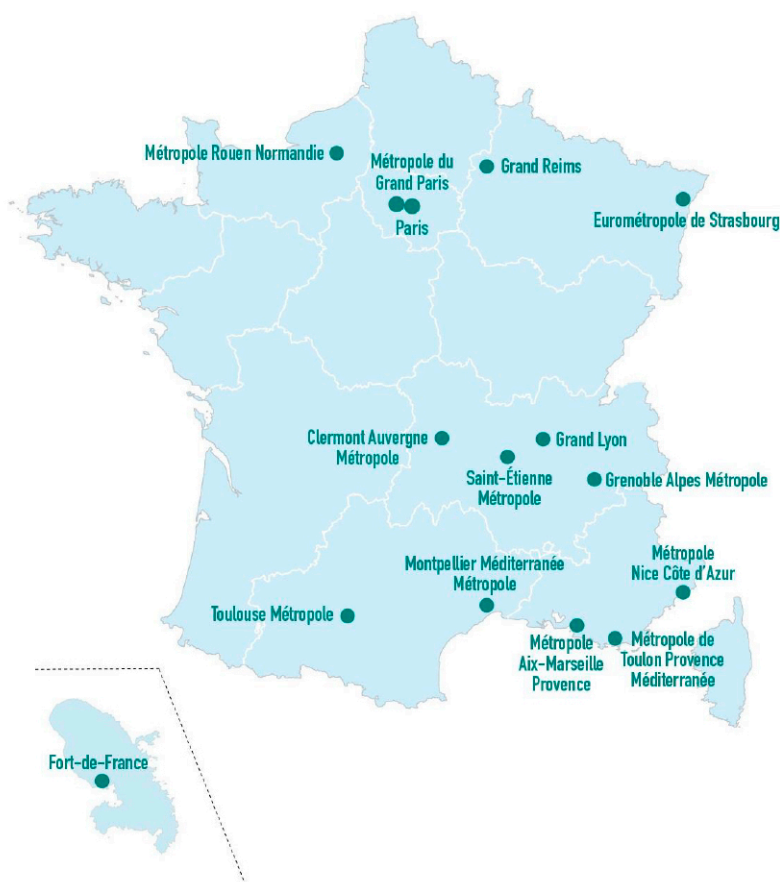 Métropole Rouen Normandie
Métropole du
Grand Paris
Paris
Grand Reims
Eurométropole de Strasbourg
Clermont Auvergne
Métropole
Grand Lyon
Saint-Étienne
Métropole
Grenoble Alpes Métropole
Montpellier Méditerranée
Métropole
Métropole
Nice Côte d'Azur
Toulouse Métropole
Métropole
Aix-Marseille
Provence
Métropole de
Toulon Provence
Méditerranée
Fort-de-France